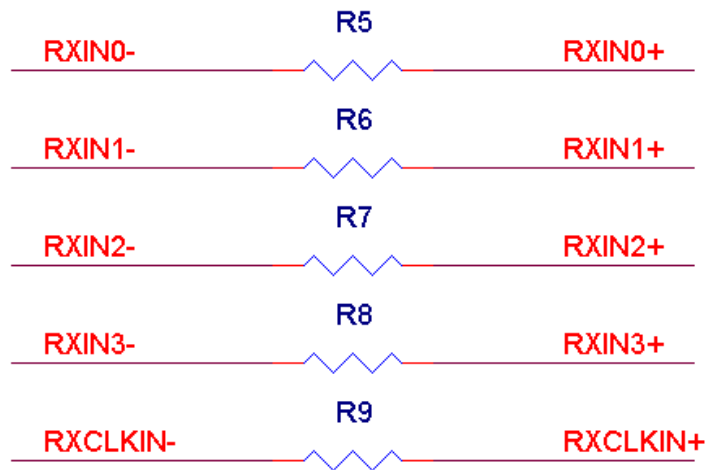 R5
RXIN0- RXIN0+
R6
RXIN1- RXIN1+
R7
RXIN2- RXIN2+
R8
RXIN3- RXIN3+
R9
RXCLKIN- RXCLKIN+